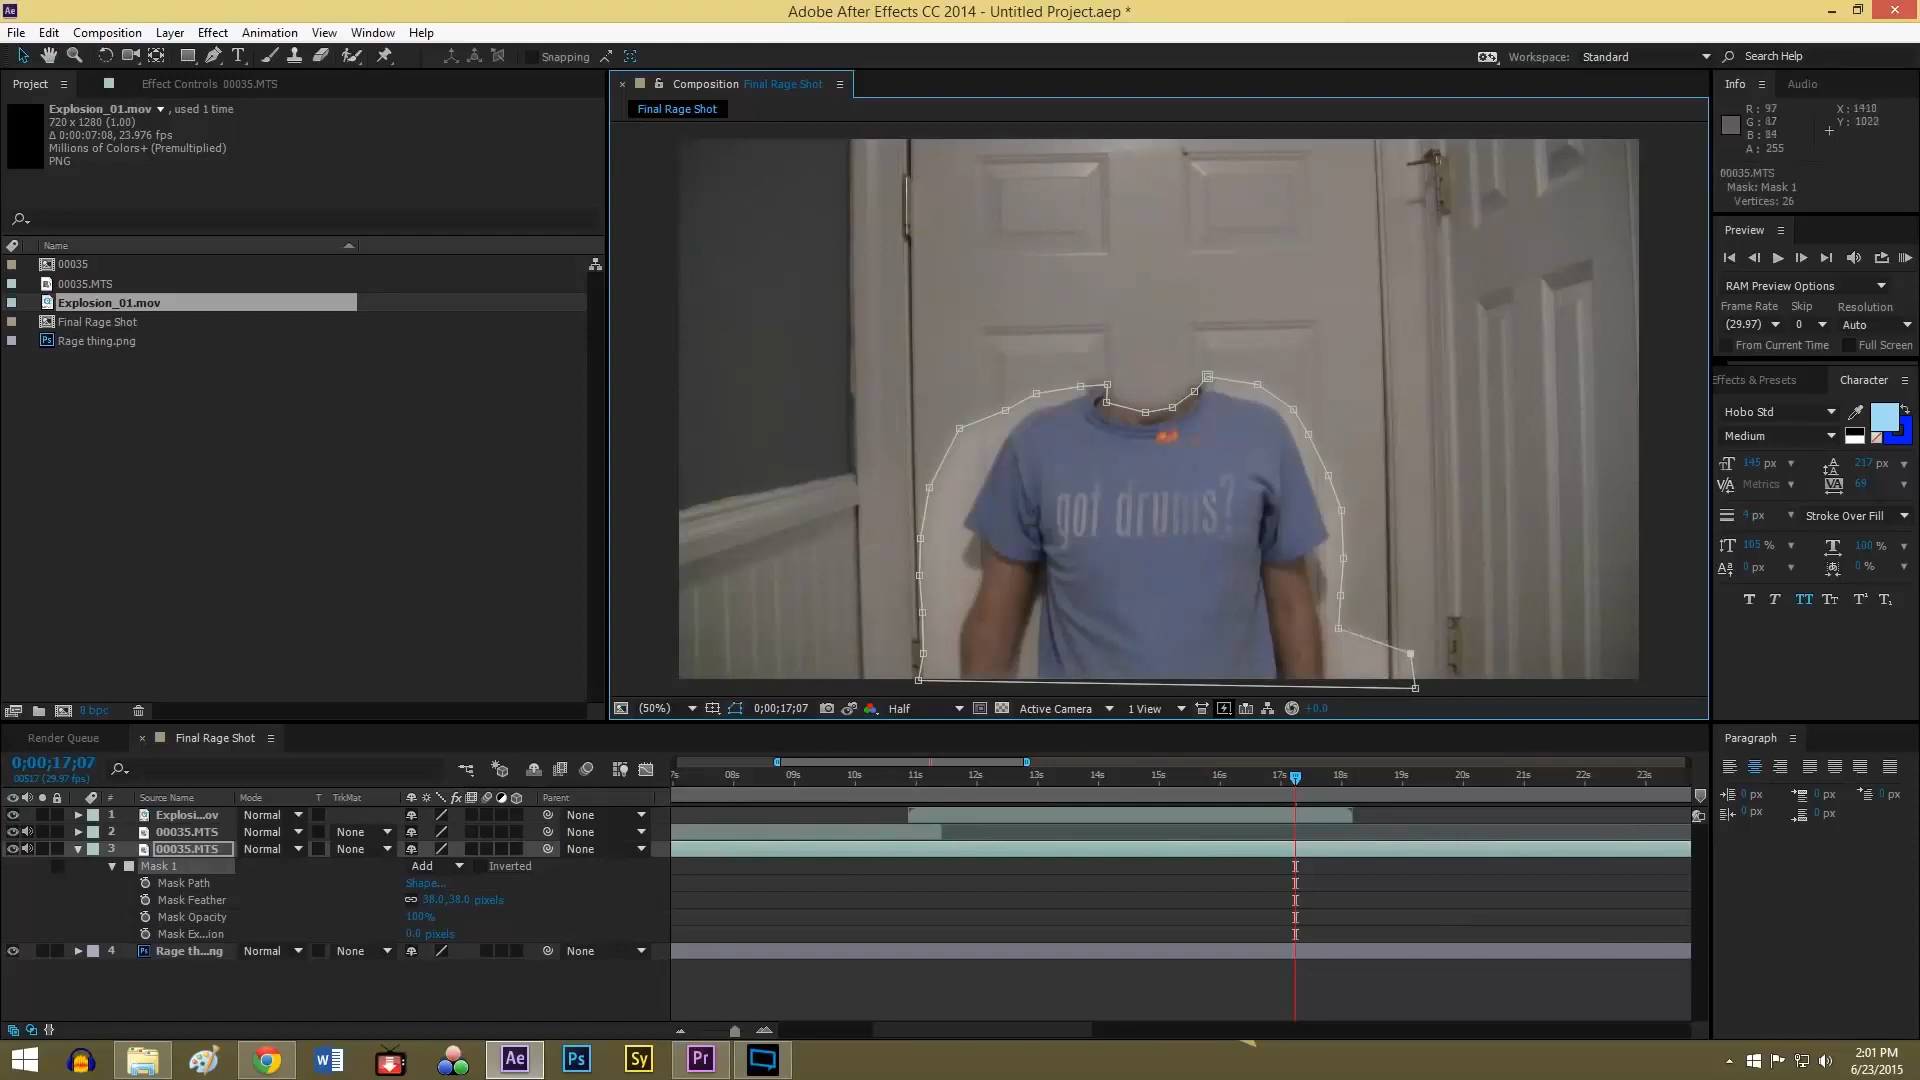 Ae
Adobe After Effects CC 2014 - Untitled Project.aep *
File Edit Composition Layer Effect Animation View Window Help
T Snapping Workspace: Standard Search Help
Project Effect Controls 00035.MTS
Composition Final Rage Shot
Info Audio
Explosion_01.mov , used 1 time
720 x 1280 (1.00)
Δ 0:00:07:08, 23.976 fps
Millions of Colors+ (Premultiplied)
PNG
Final Rage Shot
R: 97
G: 87
B: 84
A: 255
X: 1410
Y: 1022
00035.MTS
Mask: Mask 1
Vertices: 26
Name
00035
00035.MTS
Explosion_01.mov
Final Rage Shot
Ps Rage thing.png
got drums?
Preview
RAM Preview Options
Frame Rate Skip Resolution
(29.97) 0 Auto
From Current Time Full Screen
Effects & Presets Character
Hobo Std
Medium
145 px 217 px
Metrics 69
4 px Stroke Over Fill
105 % 100 %
0 px 0 %
T T TT Tr T¹ T₁
8 bpc
(50%) 0;00;17;07 Half Active Camera 1 View +0.0
Render Queue Final Rage Shot
Paragraph
0 px 0 px 0 px
0 px 0 px
0;00;17;07
00517 (29.97 fps)
7s 08s 09s 10s 11s 12s 13s 14s 15s 16s 17s 18s 19s 20s 21s 22s 23s
# Source Name Mode T TrkMat fx Parent
1 Explosi...ov Normal None
2 00035.MTS Normal None None
3 00035.MTS Normal None None
Mask 1 Add Inverted
Mask Path Shape...
Mask Feather 38.0,38.0 pixels
Mask Opacity 100%
Mask Ex...ion 0.0 pixels
4 Ps Rage th...ng Normal None None
W Ae Ps Sy Pr
2:01 PM
6/23/2015